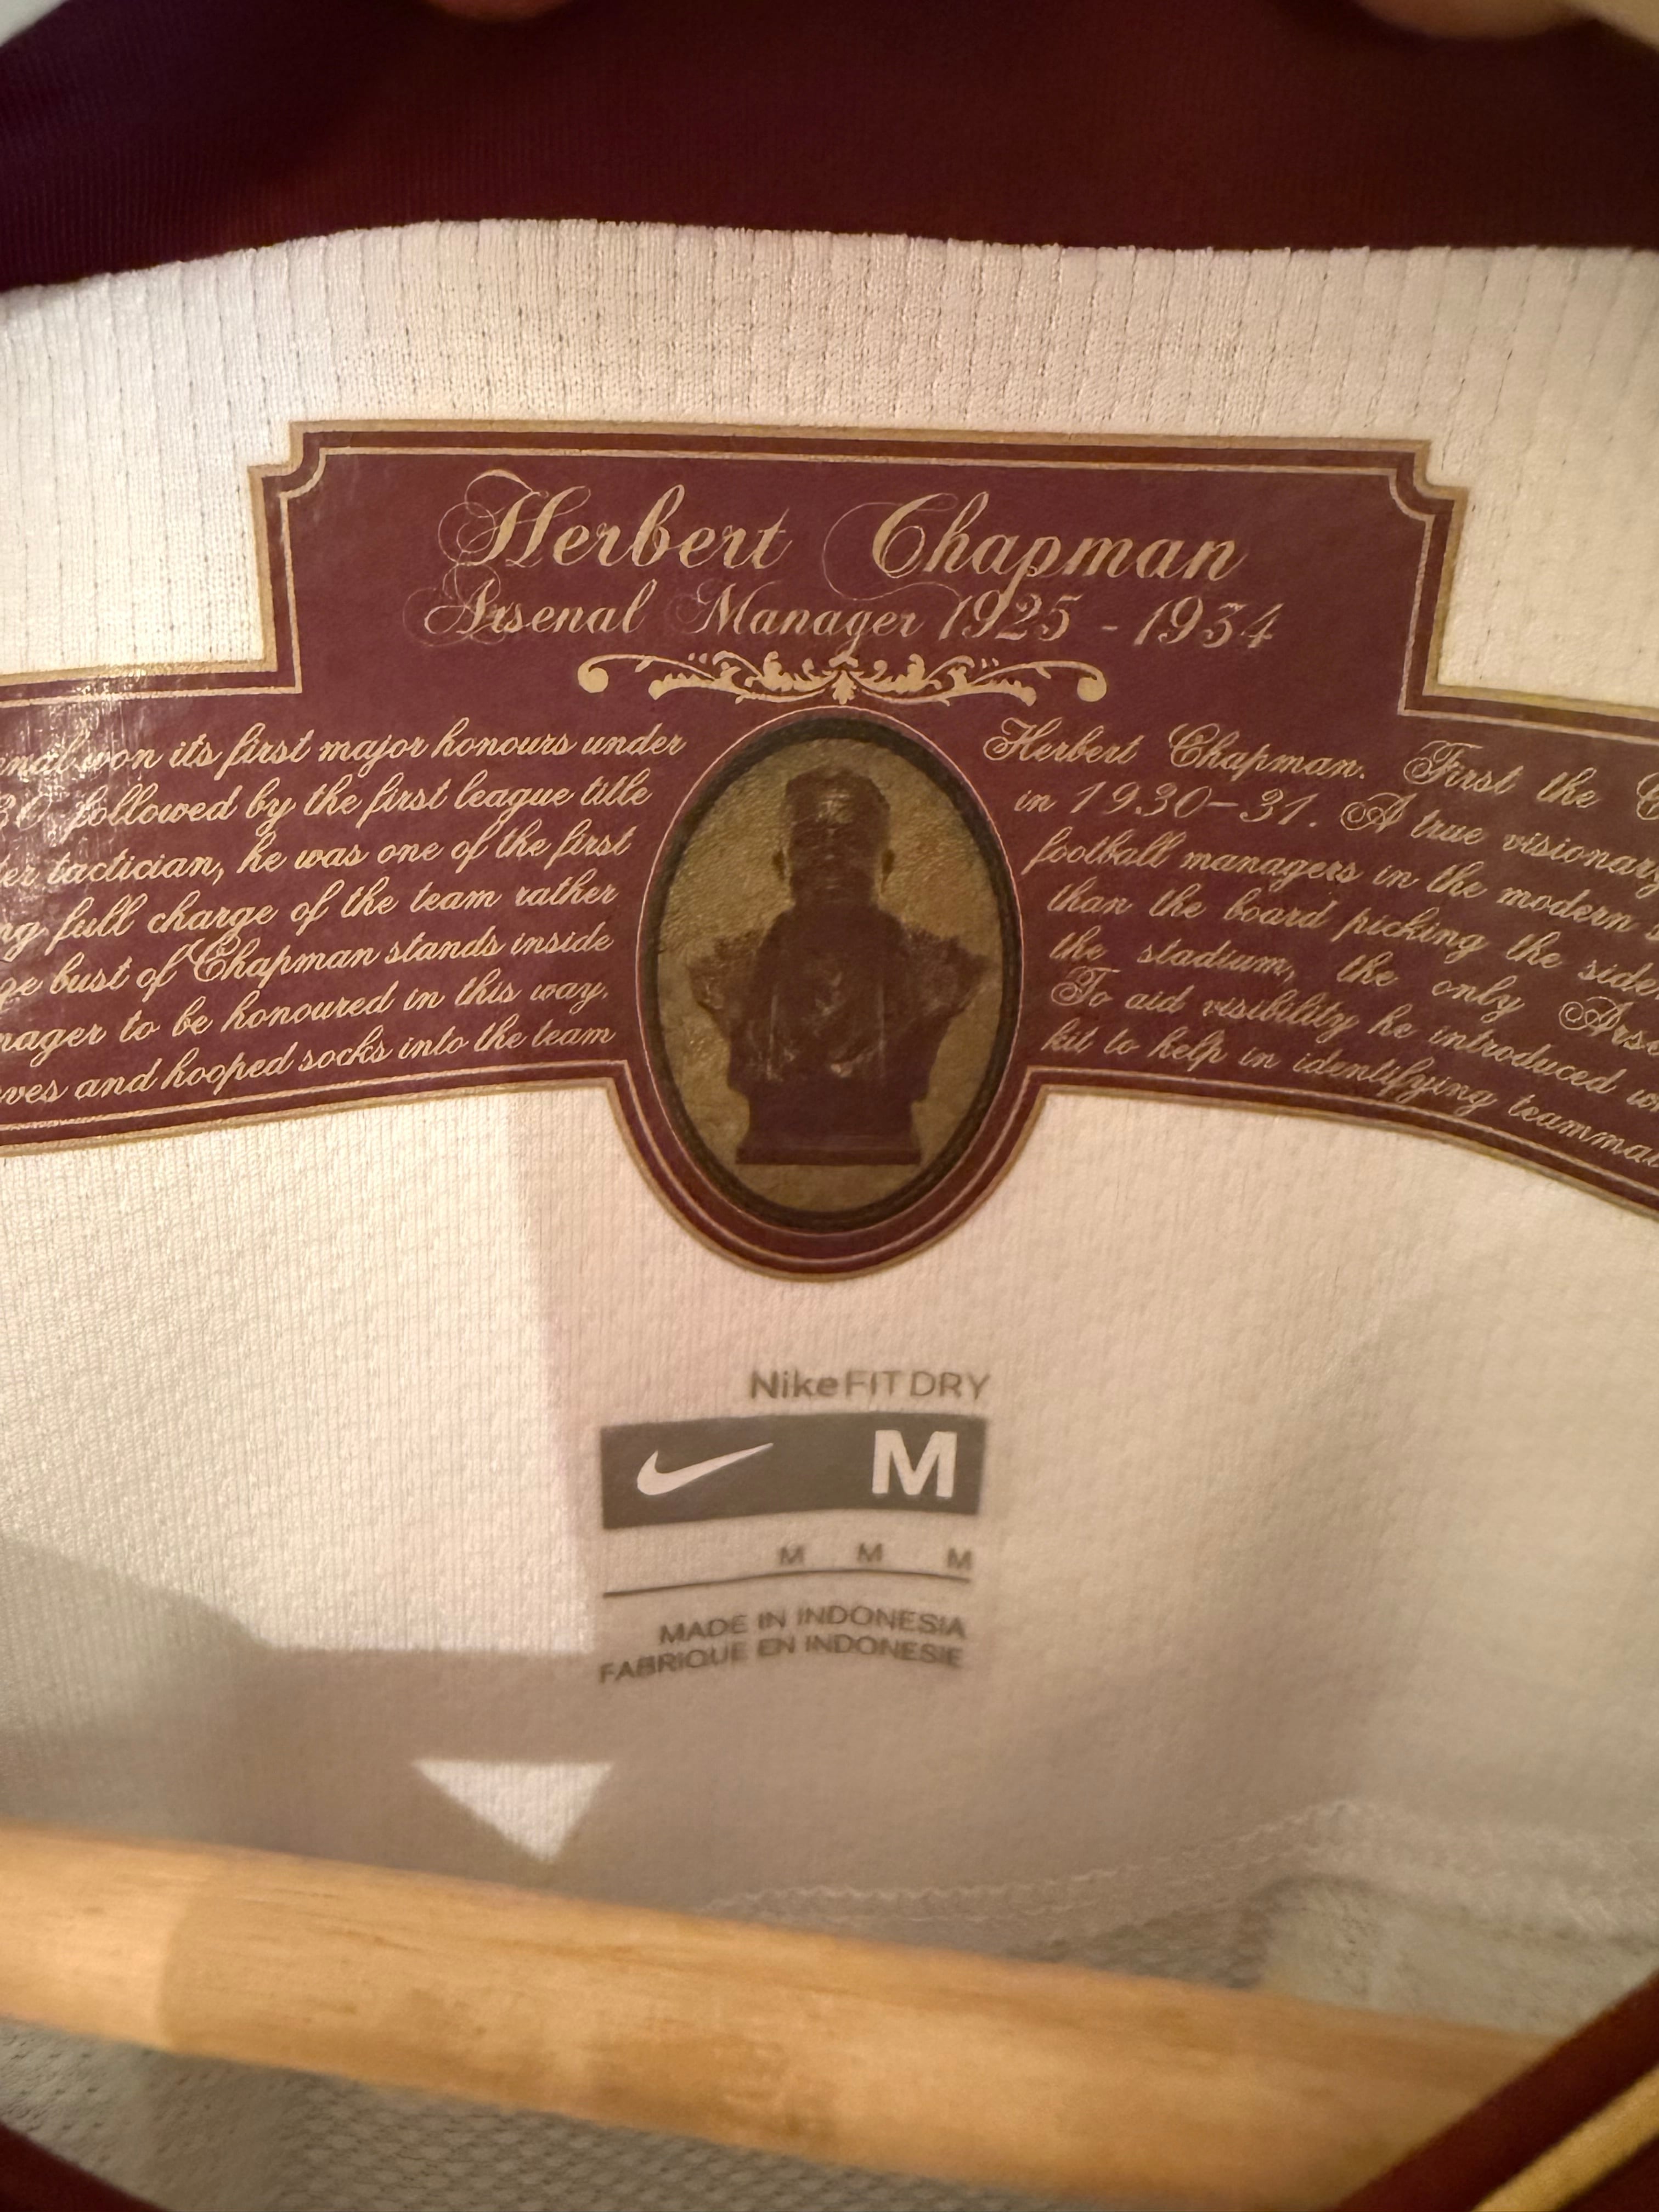 Herbert Chapman
Arsenal Manager 1925 - 1934
won its first major honours under Herbert Chapman. First the
followed by the first league title in 1930-31. A true visionary
tactician, he was one of the first football managers in the modern
full charge of the team rather than the board picking the side
bust of Chapman stands inside the stadium, the only
to be honoured in this way. To aid visibility he introduced
and hooped socks into the team kit to help in identifying
NikeFITDRY
M
M M M
MADE IN INDONESIA
FABRIQUE EN INDONESIE